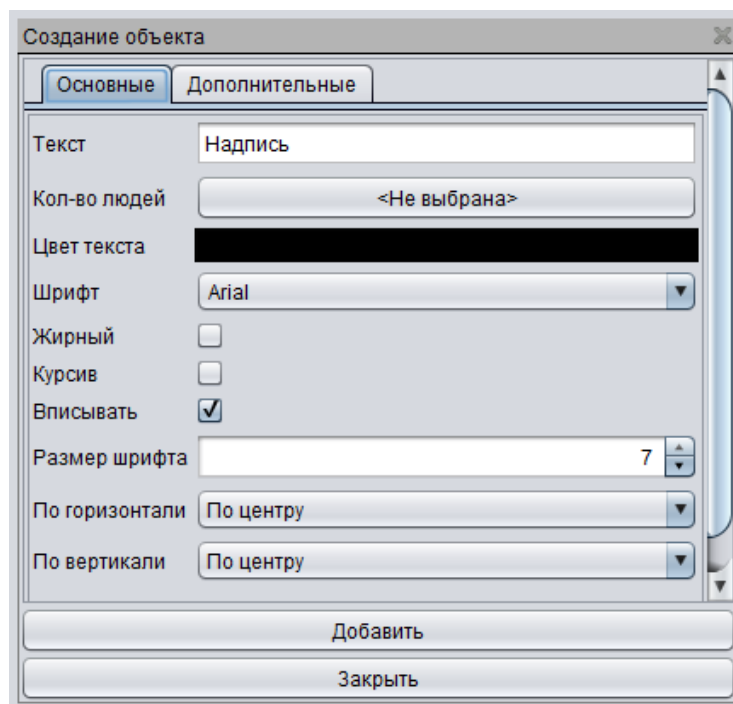 Создание объекта
Основные Дополнительные
Текст Надпись
Кол-во людей <Не выбрана>
Цвет текста
Шрифт Arial
Жирный
Курсив
Вписывать
Размер шрифта 7
По горизонтали По центру
По вертикали По центру
Добавить
Закрыть